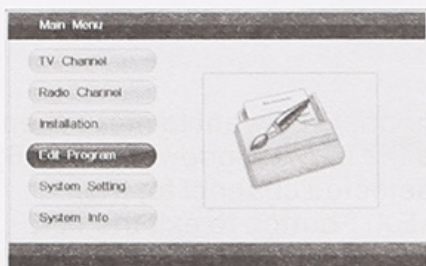 Main Menu
TV Channel
Radio Channel
Installation
Edit Program
System Setting
System Info